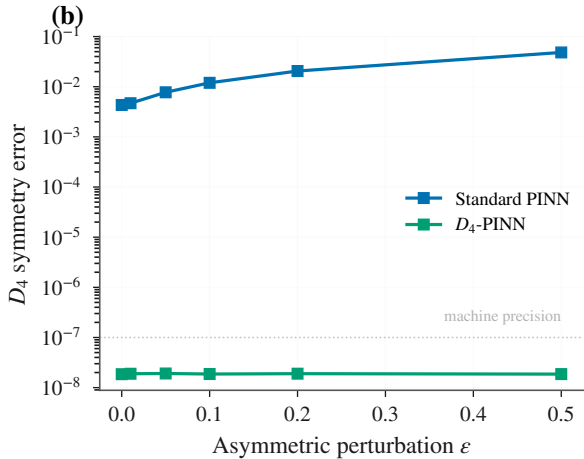 (b)
10⁻¹
10⁻²
10⁻³
10⁻⁴
10⁻⁵
10⁻⁶
10⁻⁷
10⁻⁸
D₄ symmetry error
Standard PINN
D₄-PINN
machine precision
0.0 0.1 0.2 0.3 0.4 0.5
Asymmetric perturbation ε